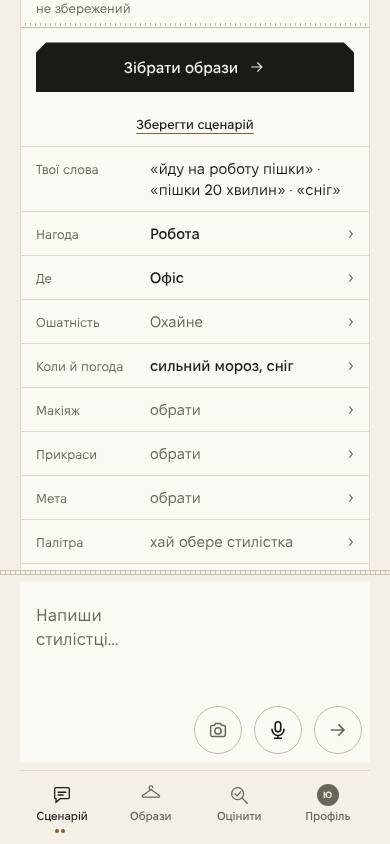 не збережений
Зібрати образи →
Зберегти сценарій
Твої слова
«йду на роботу пішки» ·
«пішки 20 хвилин» · «сніг»
Нагода Робота
Де Офіс
Ошатність Охайне
Коли й погода сильний мороз, сніг
Макіяж обрати
Прикраси обрати
Мета обрати
Палітра хай обере стилістка
Напиши
стилістці...
Ю
Сценарій Образи Оцінити Профіль